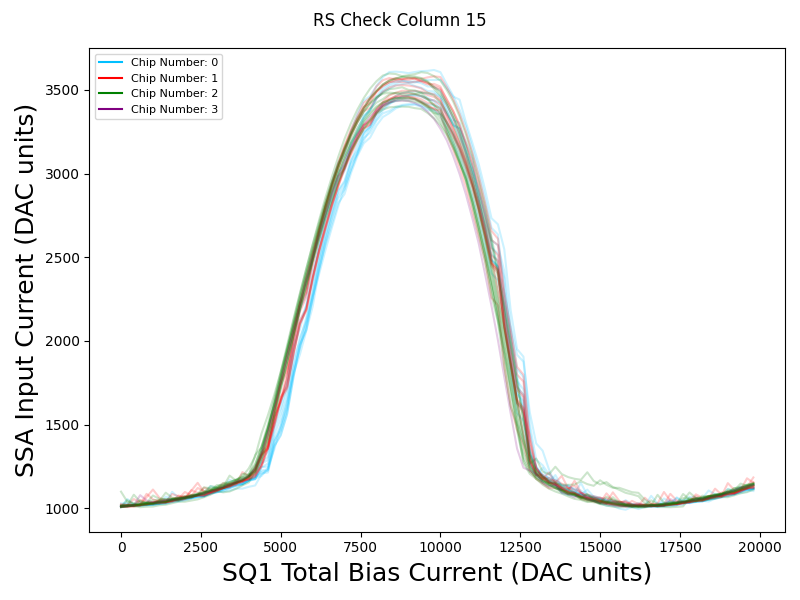 RS Check Column 15
Chip Number: 0
Chip Number: 1
Chip Number: 2
Chip Number: 3
3500
3000
2500
2000
1500
1000
SSA Input Current (DAC units)
0 2500 5000 7500 10000 12500 15000 17500 20000
SQ1 Total Bias Current (DAC units)